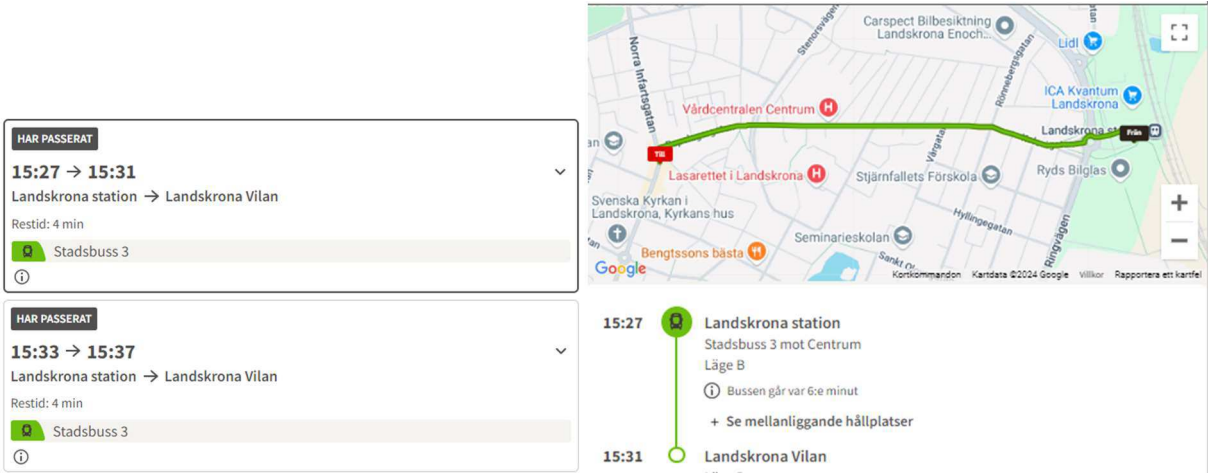 HAR PASSERAT
15:27 → 15:31
Landskrona station → Landskrona Vilan
Restid: 4 min
Stadsbuss 3
HAR PASSERAT
15:33 → 15:37
Landskrona station → Landskrona Vilan
Restid: 4 min
Stadsbuss 3
Norra Infartsgatan
Stenorsvägen
Carspect Bilbesiktning
Landskrona Enoch...
Lidl
Rönnebergsgatan
ICA Kvantum
Landskrona
Vårdcentralen Centrum
Landskrona st
Från
Till
Lasarettet i Landskrona
Vårgatan
Stjärnfallets Förskola
Ryds Bilglas
Svenska Kyrkan i
Landskrona, Kyrkans hus
Hyllingegatan
Seminarieskolan
Bengtssons bästa
Ringvägen
Google
Kortkommandon Kartdata ©2024 Google Villkor Rapportera ett kartfel
15:27 Landskrona station
Stadsbuss 3 mot Centrum
Läge B
Bussen går var 6:e minut
+ Se mellanliggande hållplatser
15:31 Landskrona Vilan